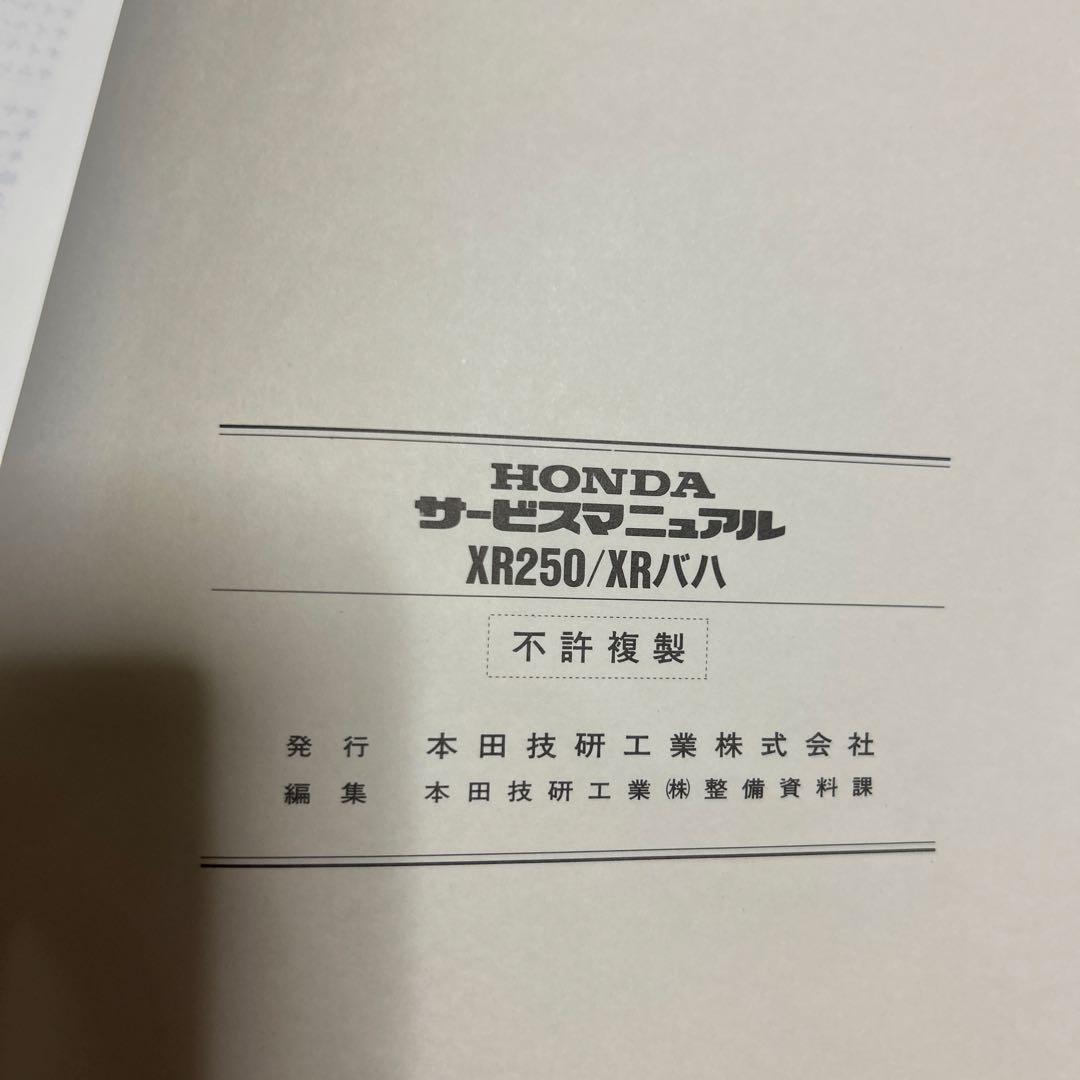 HONDA
サービスマニュアル
XR250/XRバハ
不許複製
発行 本田技研工業株式会社
編集 本田技研工業㈱整備資料課